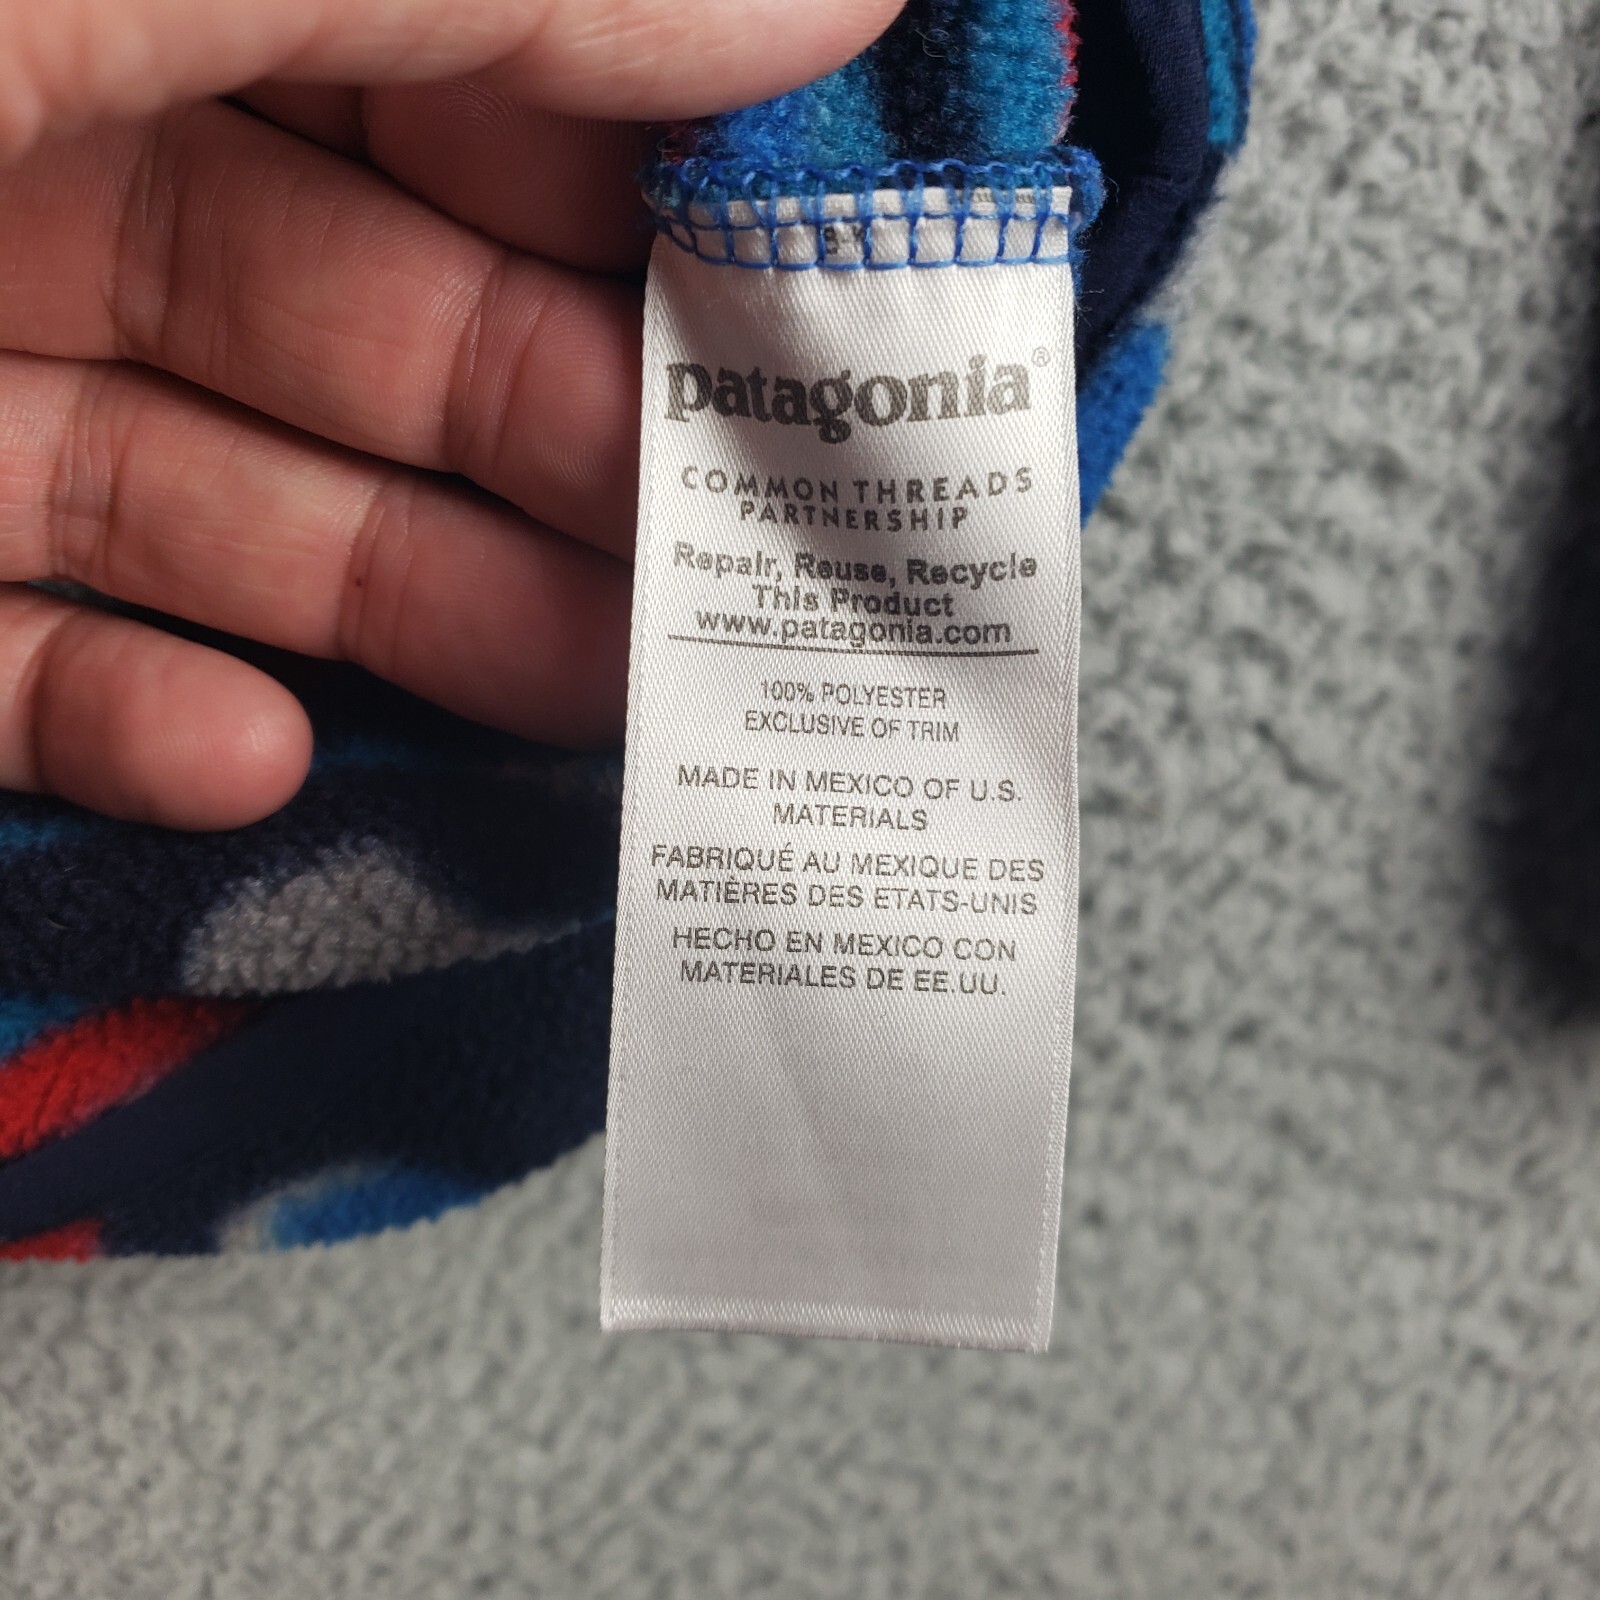 patagonia®
COMMON THREADS
PARTNERSHIP
Repair, Reuse, Recycle
This Product
www.patagonia.com
100% POLYESTER
EXCLUSIVE OF TRIM
MADE IN MEXICO OF U.S.
MATERIALS
FABRIQUÉ AU MEXIQUE DES
MATIÈRES DES ETATS-UNIS
HECHO EN MEXICO CON
MATERIALES DE EE.UU.